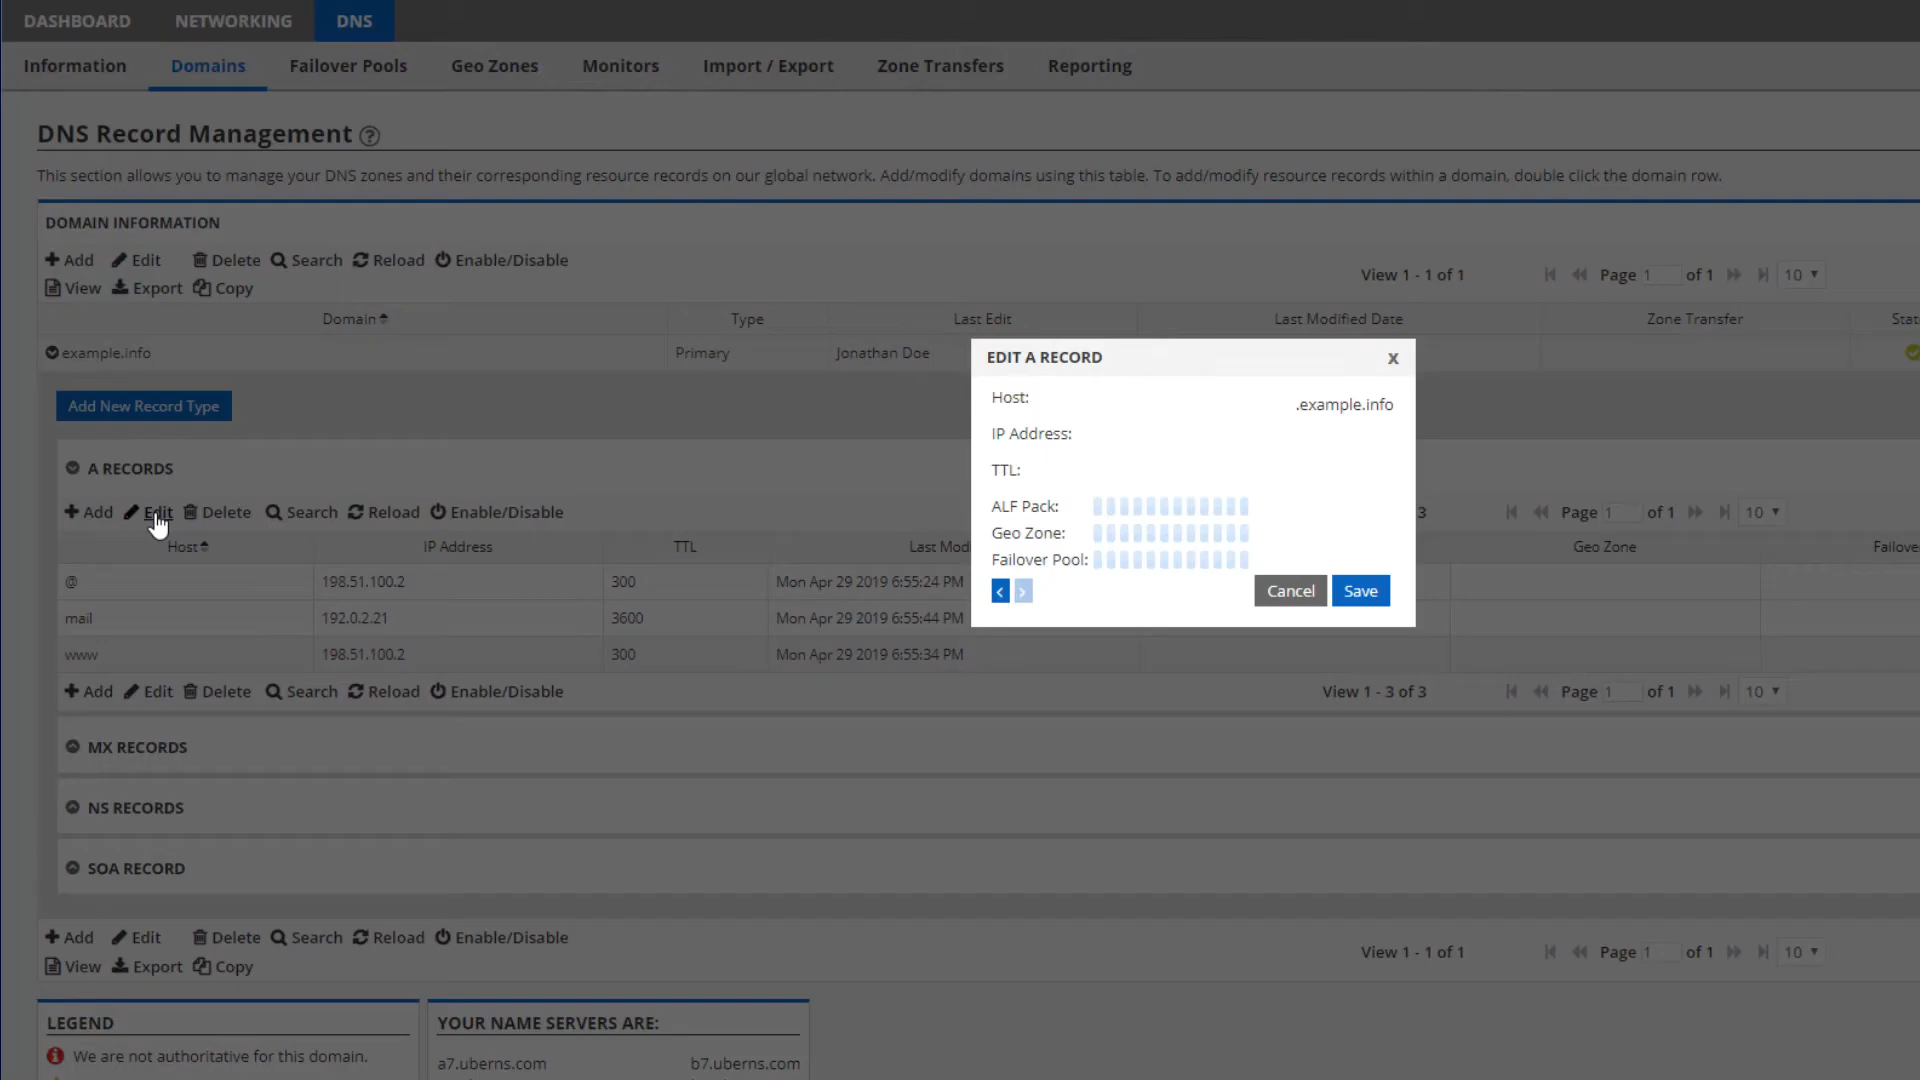 DASHBOARD NETWORKING DNS
Information Domains Failover Pools Geo Zones Monitors Import / Export Zone Transfers Reporting
DNS Record Management ?
This section allows you to manage your DNS zones and their corresponding resource records on our global network. Add/modify domains using this table. To add/modify resource records within a domain, double click the domain row.
DOMAIN INFORMATION
Add Edit Delete Search Reload Enable/Disable
View Export Copy
View 1 - 1 of 1 Page 1 of 1 10
Domain Type Last Edit Last Modified Date Zone Transfer
example.info Primary Jonathan Doe
EDIT A RECORD x
Host: .example.info
IP Address:
TTL:
ALF Pack:
Geo Zone:
Failover Pool:
< > Cancel Save
Add New Record Type
A RECORDS
Add Edit Delete Search Reload Enable/Disable 3 Page 1 of 1 10
Host IP Address TTL Last Modi Geo Zone Failove
@ 198.51.100.2 300 Mon Apr 29 2019 6:55:24 PM
mail 192.0.2.21 3600 Mon Apr 29 2019 6:55:44 PM
www 198.51.100.2 300 Mon Apr 29 2019 6:55:34 PM
Add Edit Delete Search Reload Enable/Disable View 1 - 3 of 3 Page 1 of 1 10
MX RECORDS
NS RECORDS
SOA RECORD
Add Edit Delete Search Reload Enable/Disable
View Export Copy
View 1 - 1 of 1 Page 1 of 1 10
LEGEND
We are not authoritative for this domain.
YOUR NAME SERVERS ARE:
a7.uberns.com b7.uberns.com